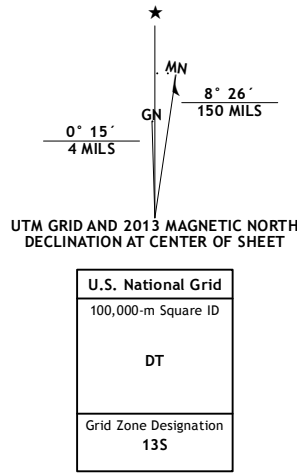 ★
MN
8° 26´
150 MILS
GN
0° 15´
4 MILS
UTM GRID AND 2013 MAGNETIC NORTH
DECLINATION AT CENTER OF SHEET
U.S. National Grid
100,000-m Square ID
DT
Grid Zone Designation
13S